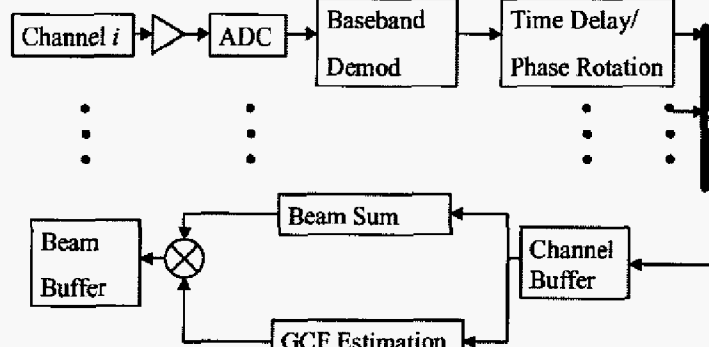 Channel i
ADC
Baseband
Demod
Time Delay/
Phase Rotation
Beam Sum
Beam
Buffer
Channel
Buffer
GCF Estimation